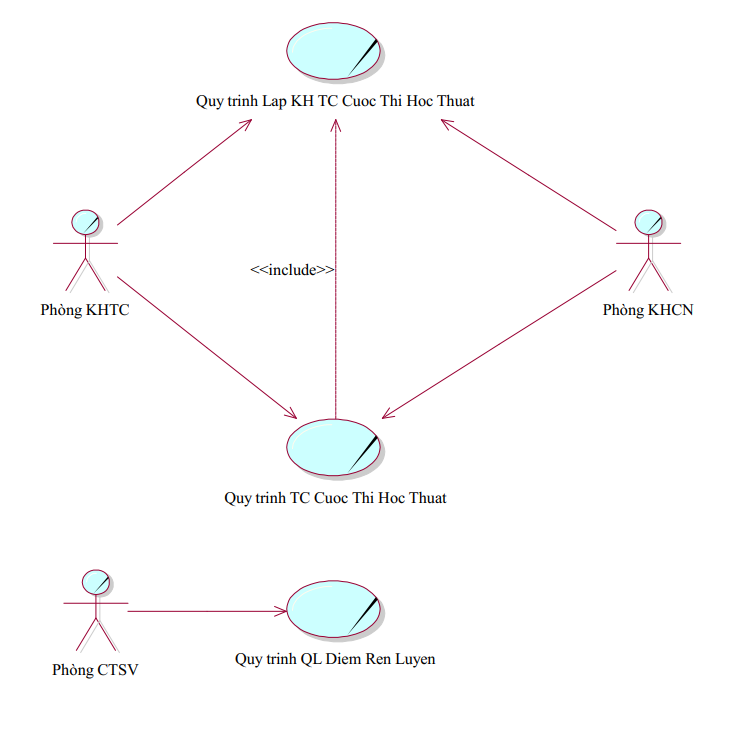 Quy trinh Lap KH TC Cuoc Thi Hoc Thuat
<<include>>
Phòng KHTC
Phòng KHCN
Quy trinh TC Cuoc Thi Hoc Thuat
Quy trinh QL Diem Ren Luyen
Phòng CTSV